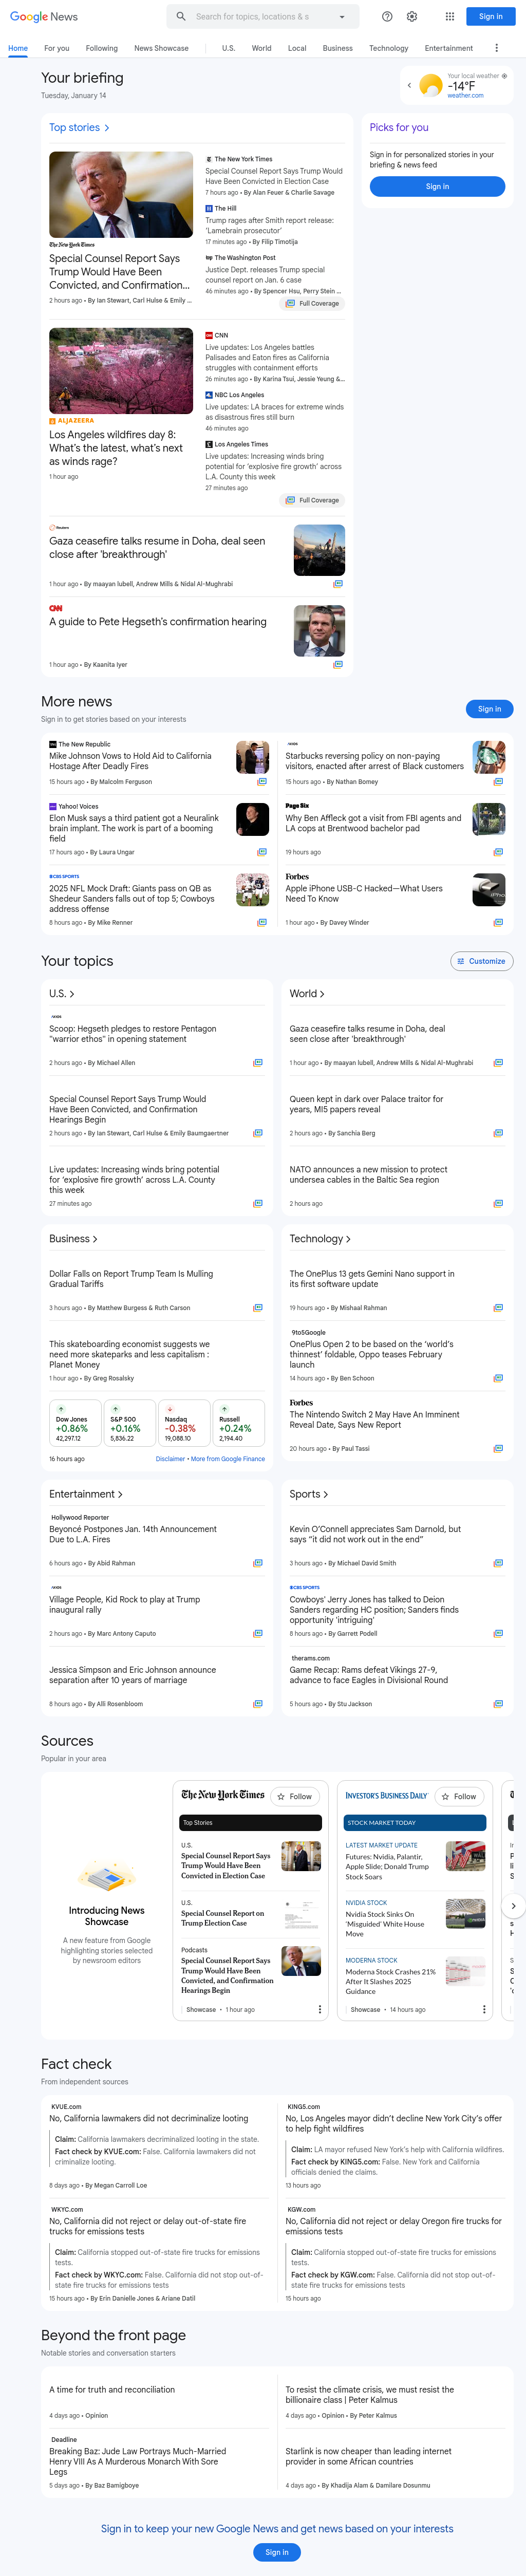 Google News
Search for topics, locations & s
Sign in
Home
For you
Following
News Showcase
U.S.
World
Local
Business
Technology
Entertainment
Your briefing
Tuesday, January 14
Your local weather
-14°F
weather.com
Top stories
The New York Times
Special Counsel Report Says
Trump Would Have Been
Convicted, and Confirmation...
2 hours ago • By Ian Stewart, Carl Hulse & Emily ...
The New York Times
Special Counsel Report Says Trump Would
Have Been Convicted in Election Case
7 hours ago • By Alan Feuer & Charlie Savage
The Hill
Trump rages after Smith report release:
'Lamebrain prosecutor'
17 minutes ago • By Filip Timotija
The Washington Post
Justice Dept. releases Trump special
counsel report on Jan. 6 case
46 minutes ago • By Spencer Hsu, Perry Stein ...
Full Coverage
Picks for you
Sign in for personalized stories in your
briefing & news feed
Sign in
ALJAZEERA
Los Angeles wildfires day 8:
What's the latest, what's next
as winds rage?
1 hour ago
CNN
Live updates: Los Angeles battles
Palisades and Eaton fires as California
struggles with containment efforts
26 minutes ago • By Karina Tsui, Jessie Yeung &...
NBC Los Angeles
Live updates: LA braces for extreme winds
as disastrous fires still burn
46 minutes ago
Los Angeles Times
Live updates: Increasing winds bring
potential for 'explosive fire growth' across
L.A. County this week
27 minutes ago
Full Coverage
Reuters
Gaza ceasefire talks resume in Doha, deal seen
close after 'breakthrough'
1 hour ago • By maayan lubell, Andrew Mills & Nidal Al-Mughrabi
CNN
A guide to Pete Hegseth's confirmation hearing
1 hour ago • By Kaanita Iyer
More news
Sign in to get stories based on your interests
Sign in
The New Republic
Mike Johnson Vows to Hold Aid to California
Hostage After Deadly Fires
15 hours ago • By Malcolm Ferguson
AXIOS
Starbucks reversing policy on non-paying
visitors, enacted after arrest of Black customers
15 hours ago • By Nathan Bomey
Yahoo! Voices
Elon Musk says a third patient got a Neuralink
brain implant. The work is part of a booming
field
17 hours ago • By Laura Ungar
Page Six
Why Ben Affleck got a visit from FBI agents and
LA cops at Brentwood bachelor pad
19 hours ago
CBS SPORTS
2025 NFL Mock Draft: Giants pass on QB as
Shedeur Sanders falls out of top 5; Cowboys
address offense
8 hours ago • By Mike Renner
Forbes
Apple iPhone USB-C Hacked—What Users
Need To Know
1 hour ago • By Davey Winder
Your topics
Customize
U.S.
AXIOS
Scoop: Hegseth pledges to restore Pentagon
"warrior ethos" in opening statement
2 hours ago • By Michael Allen
Special Counsel Report Says Trump Would
Have Been Convicted, and Confirmation
Hearings Begin
2 hours ago • By Ian Stewart, Carl Hulse & Emily Baumgaertner
Live updates: Increasing winds bring potential
for 'explosive fire growth' across L.A. County
this week
27 minutes ago
World
Gaza ceasefire talks resume in Doha, deal
seen close after 'breakthrough'
1 hour ago • By maayan lubell, Andrew Mills & Nidal Al-Mughrabi
Queen kept in dark over Palace traitor for
years, MI5 papers reveal
2 hours ago • By Sanchia Berg
NATO announces a new mission to protect
undersea cables in the Baltic Sea region
2 hours ago
Business
Dollar Falls on Report Trump Team Is Mulling
Gradual Tariffs
3 hours ago • By Matthew Burgess & Ruth Carson
This skateboarding economist suggests we
need more skateparks and less capitalism :
Planet Money
1 hour ago • By Greg Rosalsky
Dow Jones
+0.86%
42,297.12
S&P 500
+0.16%
5,836.22
Nasdaq
-0.38%
19,088.10
Russell
+0.24%
2,194.40
16 hours ago
Disclaimer • More from Google Finance
Technology
The OnePlus 13 gets Gemini Nano support in
its first software update
19 hours ago • By Mishaal Rahman
9to5Google
OnePlus Open 2 to be based on the 'world's
thinnest' foldable, Oppo teases February
launch
14 hours ago • By Ben Schoon
Forbes
The Nintendo Switch 2 May Have An Imminent
Reveal Date, Says New Report
20 hours ago • By Paul Tassi
Entertainment
Hollywood Reporter
Beyoncé Postpones Jan. 14th Announcement
Due to L.A. Fires
6 hours ago • By Abid Rahman
AXIOS
Village People, Kid Rock to play at Trump
inaugural rally
2 hours ago • By Marc Antony Caputo
Jessica Simpson and Eric Johnson announce
separation after 10 years of marriage
8 hours ago • By Alli Rosenbloom
Sports
Kevin O'Connell appreciates Sam Darnold, but
says "it did not work out in the end"
3 hours ago • By Michael David Smith
CBS SPORTS
Cowboys' Jerry Jones has talked to Deion
Sanders regarding HC position; Sanders finds
opportunity 'intriguing'
8 hours ago • By Garrett Podell
therams.com
Game Recap: Rams defeat Vikings 27-9,
advance to face Eagles in Divisional Round
5 hours ago • By Stu Jackson
Sources
Popular in your area
Introducing News
Showcase
A new feature from Google
highlighting stories selected
by newsroom editors
The New York Times
Follow
Top Stories
U.S.
Special Counsel Report Says
Trump Would Have Been
Convicted in Election Case
U.S.
Special Counsel Report on
Trump Election Case
Podcasts
Special Counsel Report Says
Trump Would Have Been
Convicted, and Confirmation
Hearings Begin
Showcase • 1 hour ago
INVESTOR'S BUSINESS DAILY
Follow
STOCK MARKET TODAY
LATEST MARKET UPDATE
Futures: Nvidia, Palantir,
Apple Slide; Donald Trump
Stock Soars
NVIDIA STOCK
Nvidia Stock Sinks On
'Misguided' White House
Move
MODERNA STOCK
Moderna Stock Crashes 21%
After It Slashes 2025
Guidance
Showcase • 14 hours ago
Fact check
From independent sources
KVUE.com
No, California lawmakers did not decriminalize looting
Claim: California lawmakers decriminalized looting in the state.
Fact check by KVUE.com: False. California lawmakers did not
criminalize looting.
8 days ago • By Megan Carroll Loe
KING5.com
No, Los Angeles mayor didn't decline New York City's offer
to help fight wildfires
Claim: LA mayor refused New York's help with California wildfires.
Fact check by KING5.com: False. New York and California
officials denied the claims.
13 hours ago
WKYC.com
No, California did not reject or delay out-of-state fire
trucks for emissions tests
Claim: California stopped out-of-state fire trucks for emissions
tests.
Fact check by WKYC.com: False. California did not stop out-of-
state fire trucks for emissions tests
15 hours ago • By Erin Danielle Jones & Ariane Datil
KGW.com
No, California did not reject or delay Oregon fire trucks for
emissions tests
Claim: California stopped out-of-state fire trucks for emissions
tests.
Fact check by KGW.com: False. California did not stop out-of-
state fire trucks for emissions tests
15 hours ago
Beyond the front page
Notable stories and conversation starters
A time for truth and reconciliation
4 days ago • Opinion
To resist the climate crisis, we must resist the
billionaire class | Peter Kalmus
4 days ago • Opinion • By Peter Kalmus
Deadline
Breaking Baz: Jude Law Portrays Much-Married
Henry VIII As A Murderous Monarch With Sore
Legs
5 days ago • By Baz Bamigboye
Starlink is now cheaper than leading internet
provider in some African countries
4 days ago • By Khadija Alam & Damilare Dosunmu
Sign in to keep your new Google News and get news based on your interests
Sign in